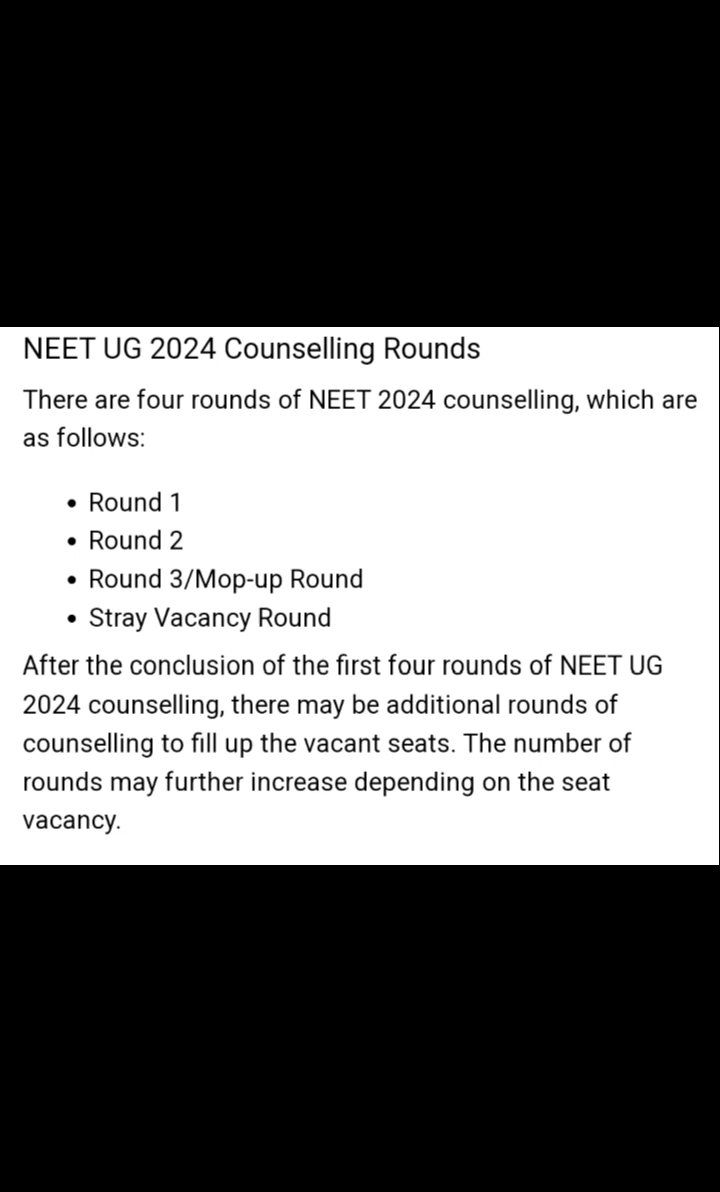 NEET UG 2024 Counselling Rounds
There are four rounds of NEET 2024 counselling, which are
as follows:
• Round 1
• Round 2
• Round 3/Mop-up Round
• Stray Vacancy Round
After the conclusion of the first four rounds of NEET UG
2024 counselling, there may be additional rounds of
counselling to fill up the vacant seats. The number of
rounds may further increase depending on the seat
vacancy.